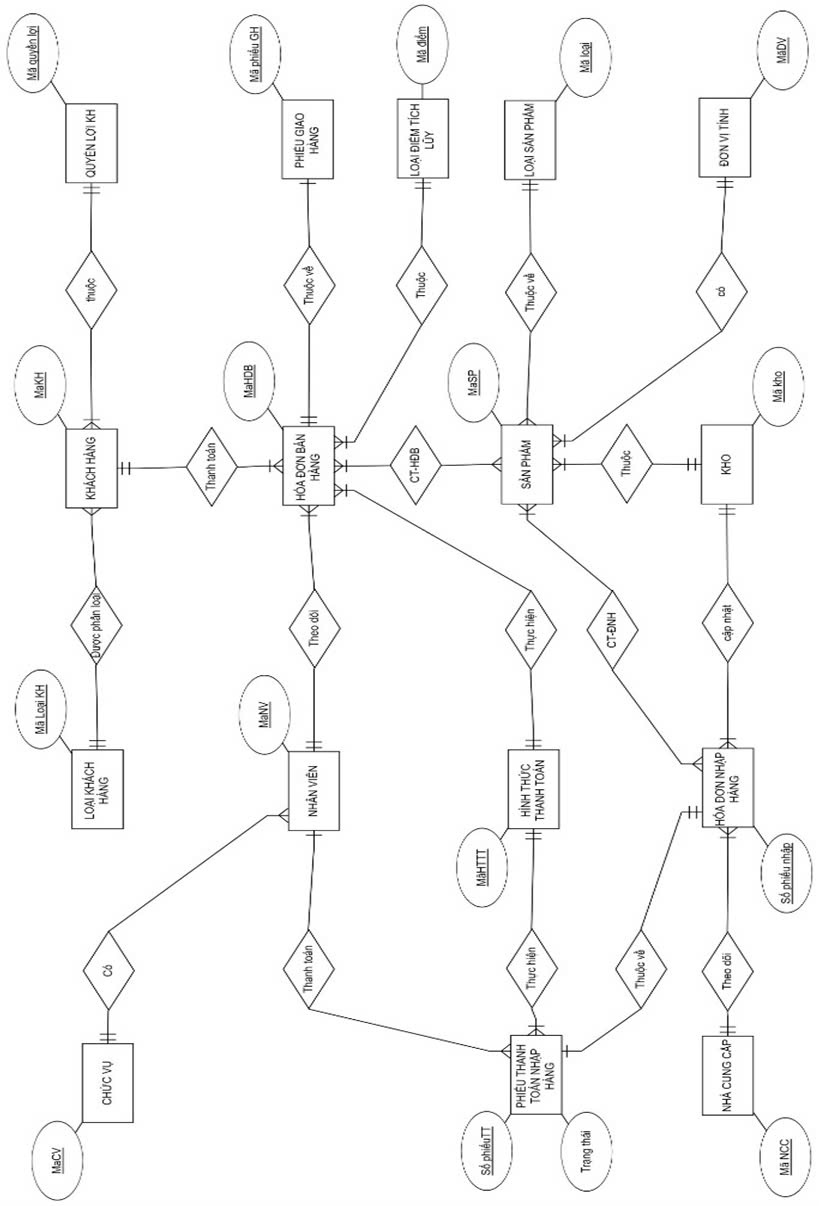 MaCV
CHỨC VỤ
Có
Mã Loại KH
LOẠI KHÁCH
HÀNG
Được phân loại
MaKH
KHÁCH HÀNG
thuộc
Mã quyền lợi
QUYỀN LỢI KH
Thanh toán
Thanh toán
MaNV
NHÂN VIÊN
Theo dõi
MaHDB
HÓA ĐƠN BÁN
HÀNG
Thuộc về
Mã phiếu GH
PHIẾU GIAO
HÀNG
CT-HĐB
Thuộc
LOẠI ĐIỂM TÍCH
LŨY
Mã điểm
Số phiếuTT
PHIẾU THANH
TOÁN NHẬP
HÀNG
Trạng thái
Thực hiện
MãHTTT
HÌNH THỨC
THANH TOÁN
Thực hiện
MaSP
SẢN PHẨM
Thuộc về
LOẠI SẢN PHẨM
Mã loại
Thuộc về
CT-ĐNH
Thuộc
NHÀ CUNG CẤP
Mã NCC
Theo dõi
HÓA ĐƠN NHẬP
HÀNG
Số phiếu nhập
cập nhật
KHO
Mã kho
có
ĐƠN VỊ TÍNH
MãDV